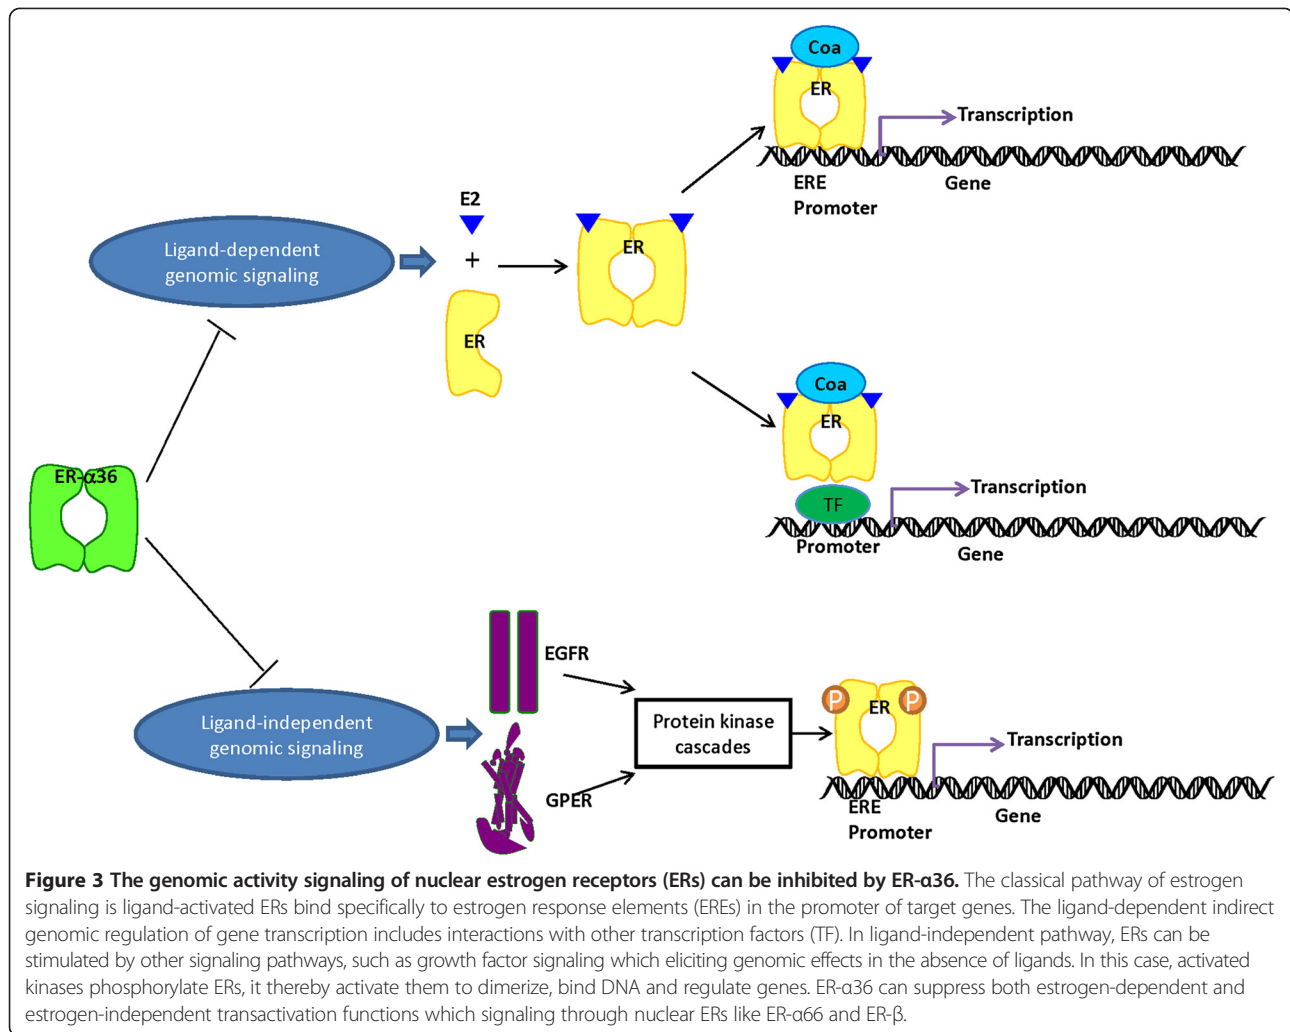 Coa
ER
Transcription
ERE
Promoter
Gene
E2
Ligand-dependent
genomic signaling
+
ER
ER
Coa
ER
TF
Transcription
Promoter
Gene
ER-α36
EGFR
Ligand-independent
genomic signaling
GPER
Protein kinase
cascades
P
ER
P
Transcription
ERE
Promoter
Gene
Figure 3 The genomic activity signaling of nuclear estrogen receptors (ERs) can be inhibited by ER-α36. The classical pathway of estrogen
signaling is ligand-activated ERs bind specifically to estrogen response elements (EREs) in the promoter of target genes. The ligand-dependent indirect
genomic regulation of gene transcription includes interactions with other transcription factors (TF). In ligand-independent pathway, ERs can be
stimulated by other signaling pathways, such as growth factor signaling which eliciting genomic effects in the absence of ligands. In this case, activated
kinases phosphorylate ERs, it thereby activate them to dimerize, bind DNA and regulate genes. ER-α36 can suppress both estrogen-dependent and
estrogen-independent transactivation functions which signaling through nuclear ERs like ER-α66 and ER-β.